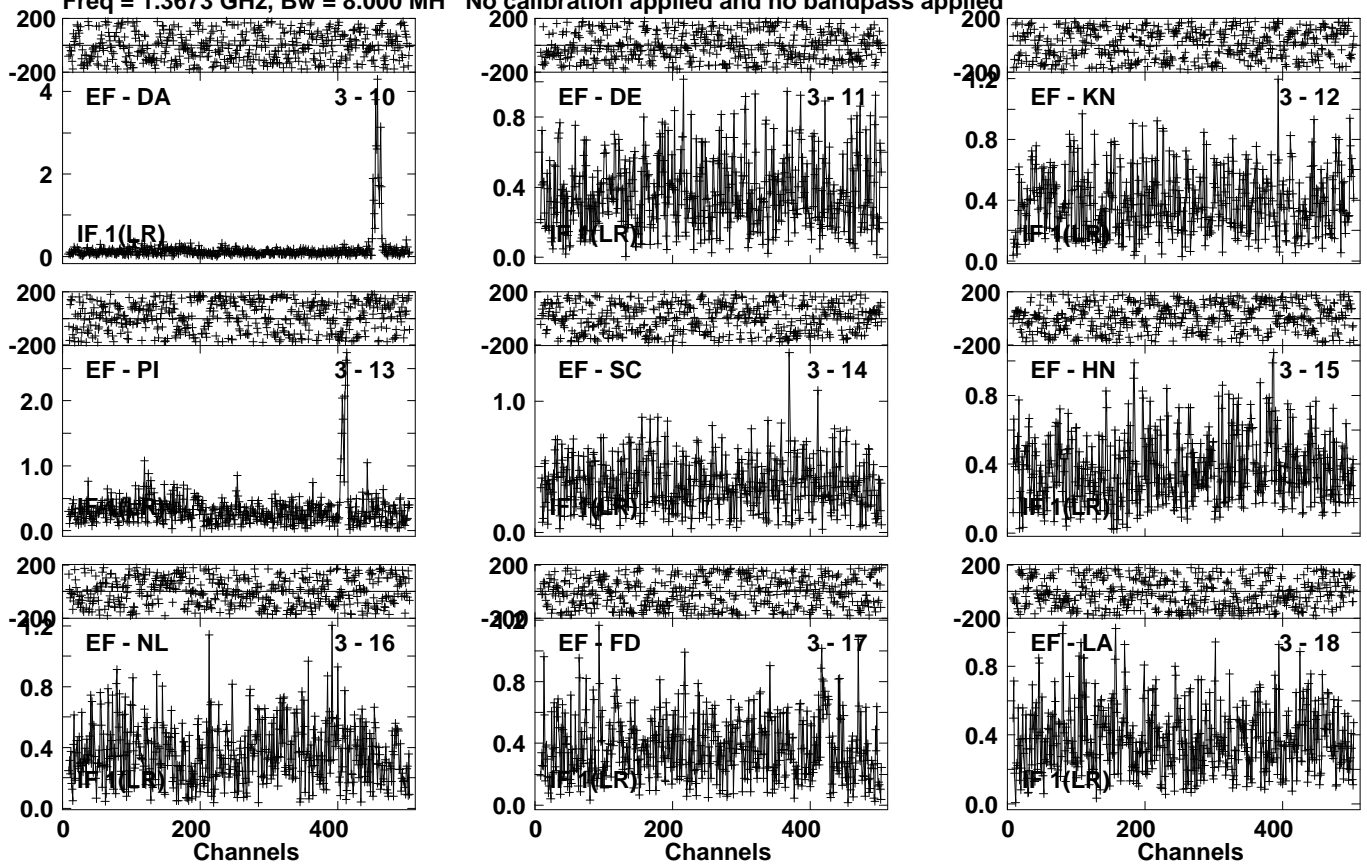 Freq = 1.3673 GHz, Bw = 8.000 MH No calibration applied and no bandpass applied
200 200 200
-200 -200 -200
EF - DA 3 - 10 EF - DE 3 - 11 EF - KN 3 - 12
4 0.8 1.2
2 0.4 0.8
0 0.0 0.4
0.0
IF 1(LR) IF 1(LR) IF 1(LR)
200 200 200
-200 -200 -200
EF - PI 3 - 13 EF - SC 3 - 14 EF - HN 3 - 15
2.0 1.0 0.8
1.0 0.0 0.4
0.0 0.0
IF 1(LR) IF 1(LR) IF 1(LR)
200 200 200
-200 -200 -200
1.2 1.2
EF - NL 3 - 16 EF - FD 3 - 17 EF - LA 3 - 18
0.8 0.8 0.8
0.4 0.4 0.4
IF 1(LR) IF 1(LR) IF 1(LR)
0.0 0.0 0.0
0 200 400 0 200 400 0 200 400
Channels Channels Channels